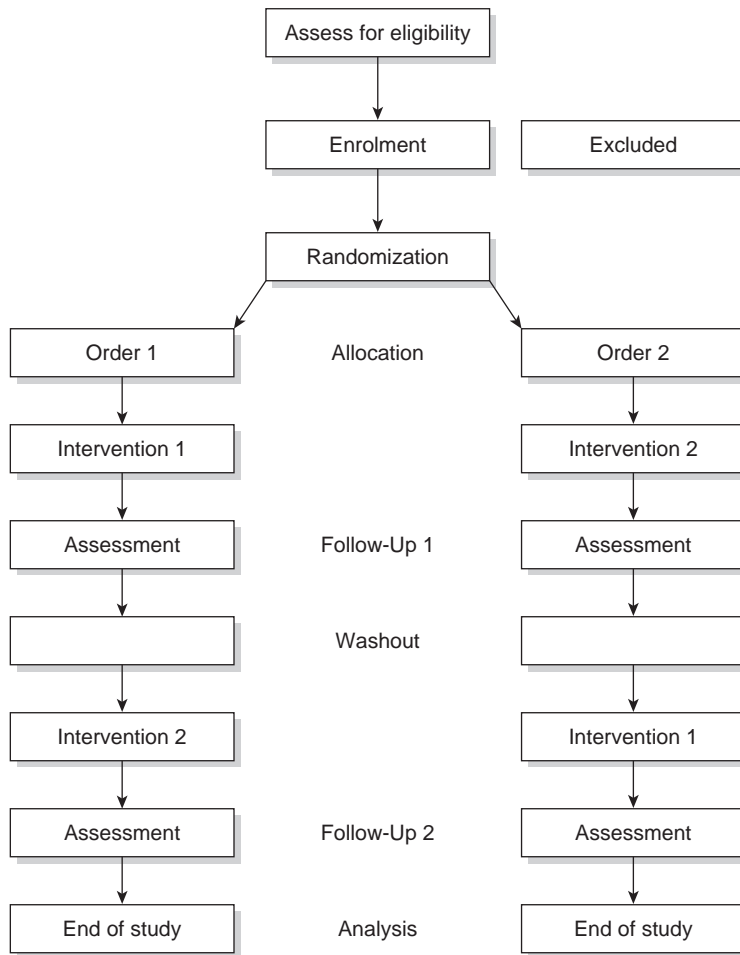 Assess for eligibility
Enrolment
Excluded
Randomization
Order 1
Allocation
Order 2
Intervention 1
Intervention 2
Assessment
Follow-Up 1
Assessment
Washout
Intervention 2
Intervention 1
Assessment
Follow-Up 2
Assessment
End of study
Analysis
End of study